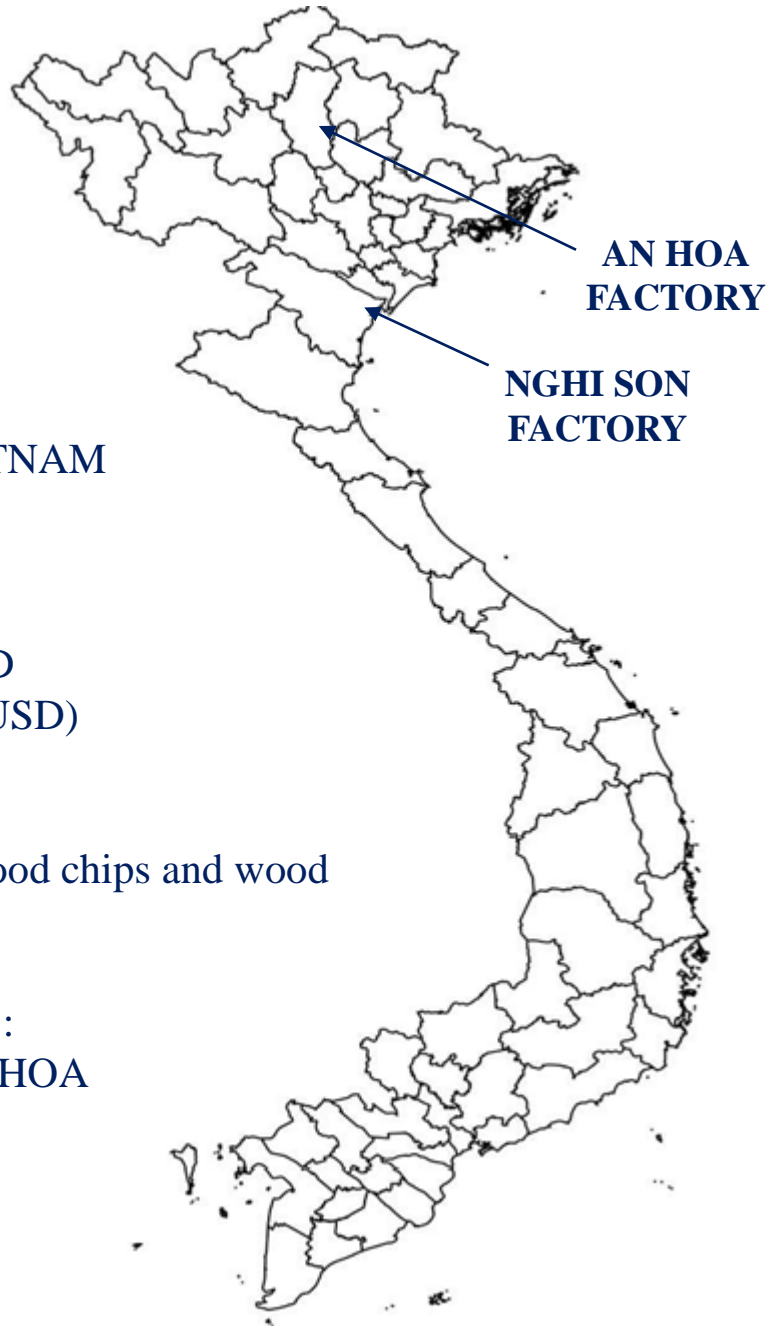 AN HOA
FACTORY
NGHI SON
FACTORY
TNAM
D
USD)
ood chips and wood
:
HOA